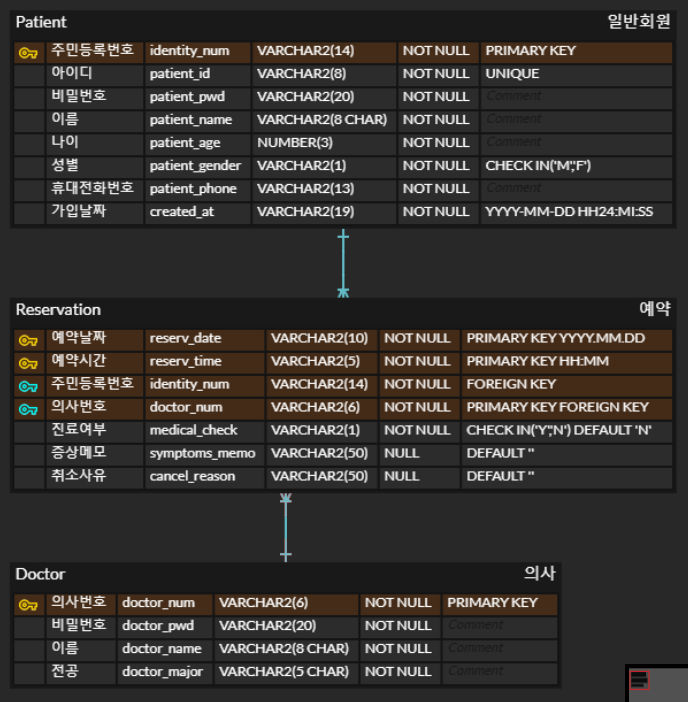 Patient 일반회원
주민등록번호 identity_num VARCHAR2(14) NOT NULL PRIMARY KEY
아이디 patient_id VARCHAR2(8) NOT NULL UNIQUE
비밀번호 patient_pwd VARCHAR2(20) NOT NULL Comment
이름 patient_name VARCHAR2(8 CHAR) NOT NULL Comment
나이 patient_age NUMBER(3) NOT NULL Comment
성별 patient_gender VARCHAR2(1) NOT NULL CHECK IN('M','F')
휴대전화번호 patient_phone VARCHAR2(13) NOT NULL Comment
가입날짜 created_at VARCHAR2(19) NOT NULL YYYY-MM-DD HH24:MI:SS
Reservation 예약
예약날짜 reserv_date VARCHAR2(10) NOT NULL PRIMARY KEY YYYY.MM.DD
예약시간 reserv_time VARCHAR2(5) NOT NULL PRIMARY KEY HH:MM
주민등록번호 identity_num VARCHAR2(14) NOT NULL FOREIGN KEY
의사번호 doctor_num VARCHAR2(6) NOT NULL PRIMARY KEY FOREIGN KEY
진료여부 medical_check VARCHAR2(1) NOT NULL CHECK IN('Y','N') DEFAULT 'N'
증상메모 symptoms_memo VARCHAR2(50) NULL DEFAULT ''
취소사유 cancel_reason VARCHAR2(50) NULL DEFAULT ''
Doctor 의사
의사번호 doctor_num VARCHAR2(6) NOT NULL PRIMARY KEY
비밀번호 doctor_pwd VARCHAR2(20) NOT NULL Comment
이름 doctor_name VARCHAR2(8 CHAR) NOT NULL Comment
전공 doctor_major VARCHAR2(5 CHAR) NOT NULL Comment